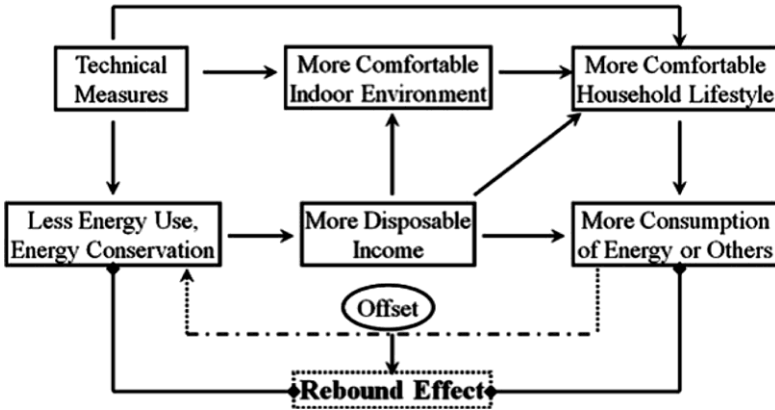 Technical
Measures
More Comfortable
Indoor Environment
More Comfortable
Household Lifestyle
Less Energy Use,
Energy Conservation
More Disposable
Income
More Consumption
of Energy or Others
Offset
Rebound Effect